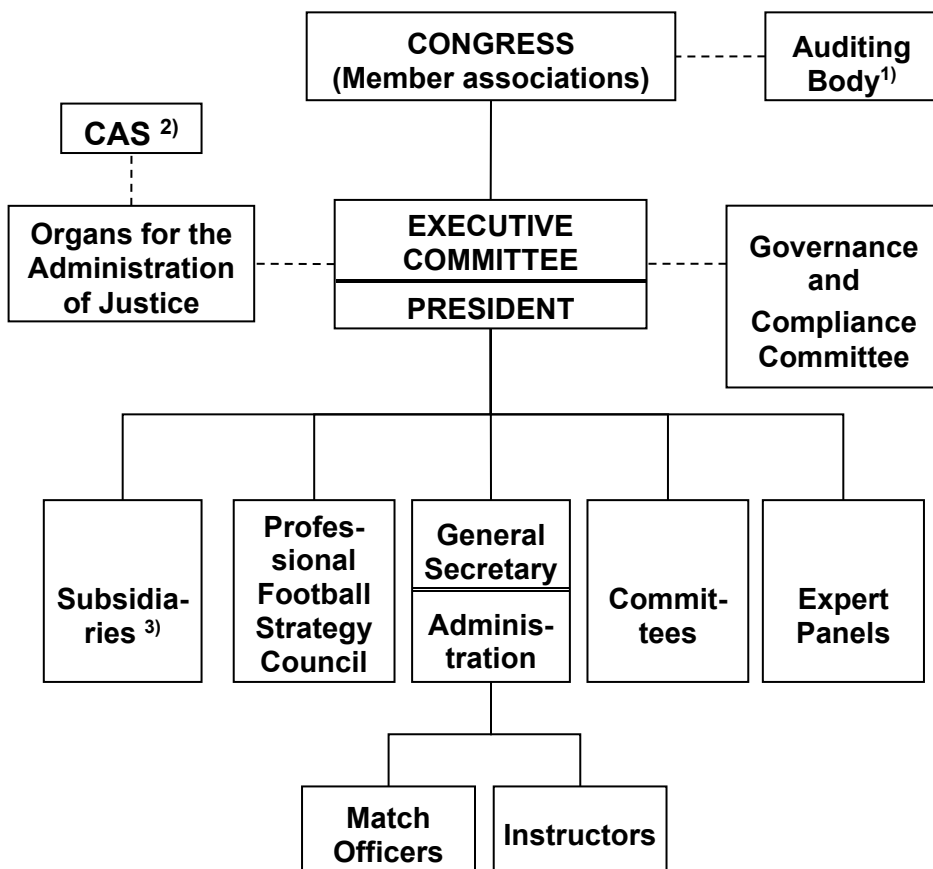 CONGRESS
(Member associations)
Auditing
Body1)
CAS 2)
Organs for the
Administration
of Justice
EXECUTIVE
COMMITTEE
PRESIDENT
Governance
and
Compliance
Committee
Subsidia-
ries 3)
Profes-
sional
Football
Strategy
Council
General
Secretary
Adminis-
tration
Commit-
tees
Expert
Panels
Match
Officers
Instructors